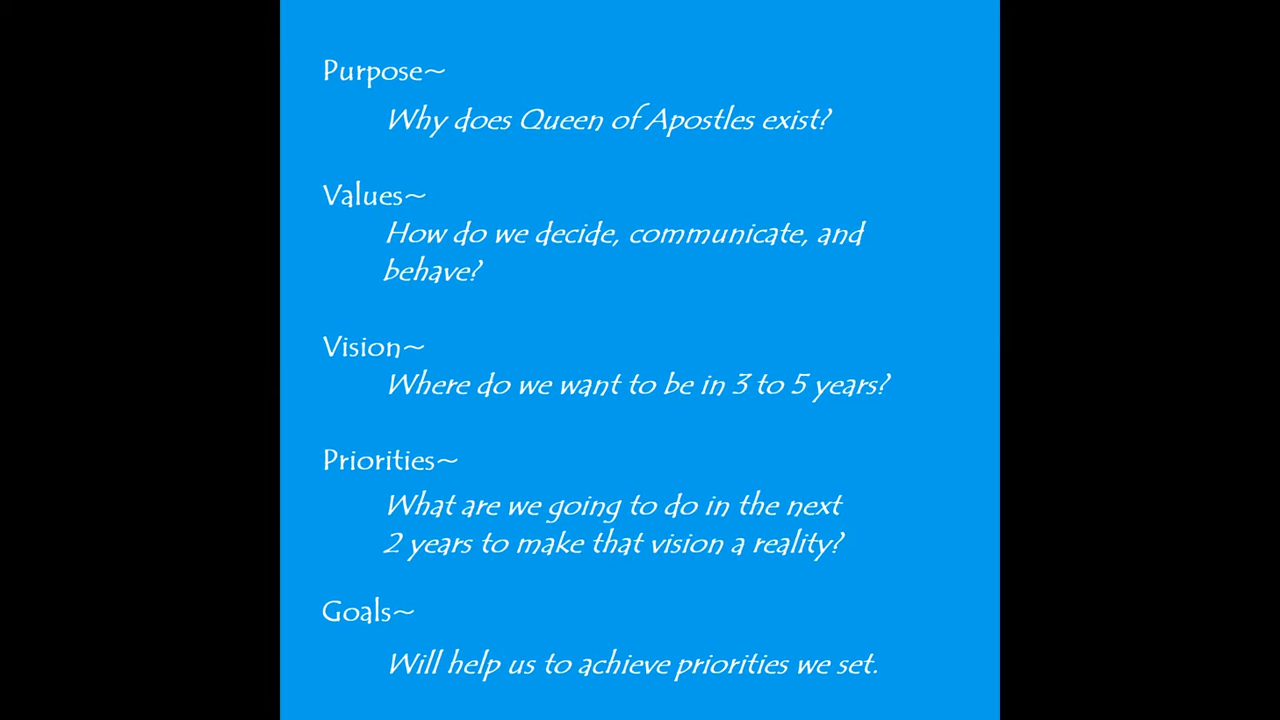 Purpose~
Why does Queen of Apostles exist?
Values~
How do we decide, communicate, and
behave?
Vision~
Where do we want to be in 3 to 5 years?
Priorities~
What are we going to do in the next
2 years to make that vision a reality?
Goals~
Will help us to achieve priorities we set.